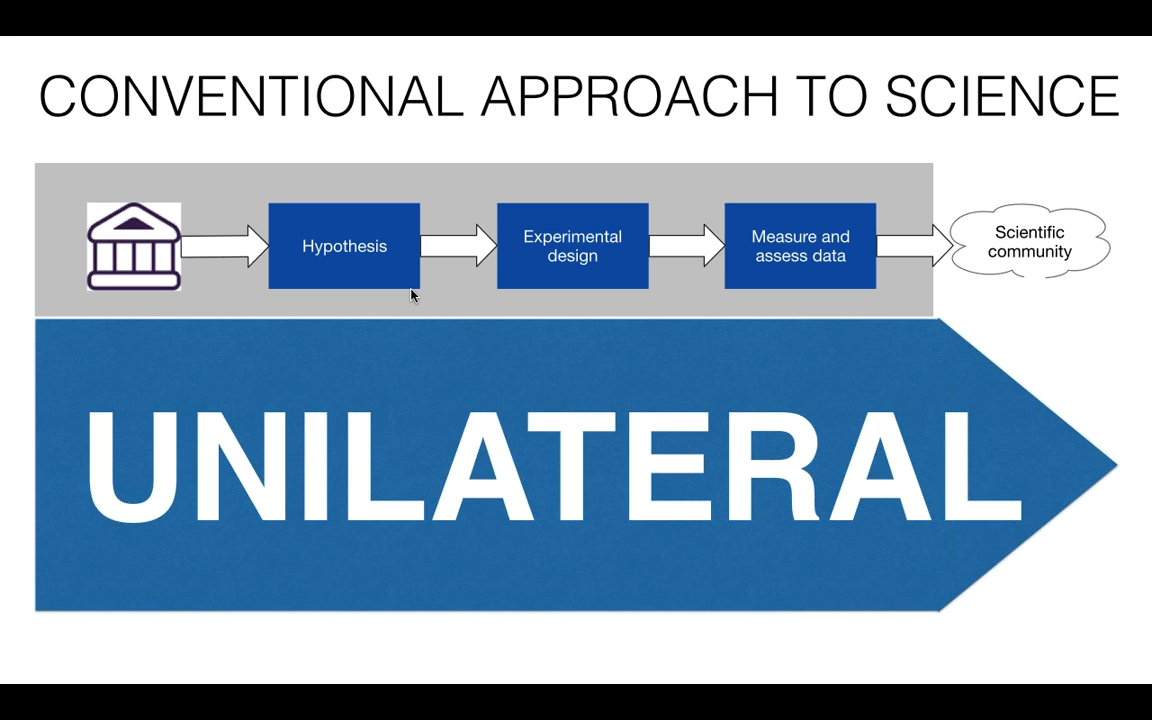 CONVENTIONAL APPROACH TO SCIENCE
Hypothesis
Experimental
design
Measure and
assess data
Scientific
community
UNILATERAL